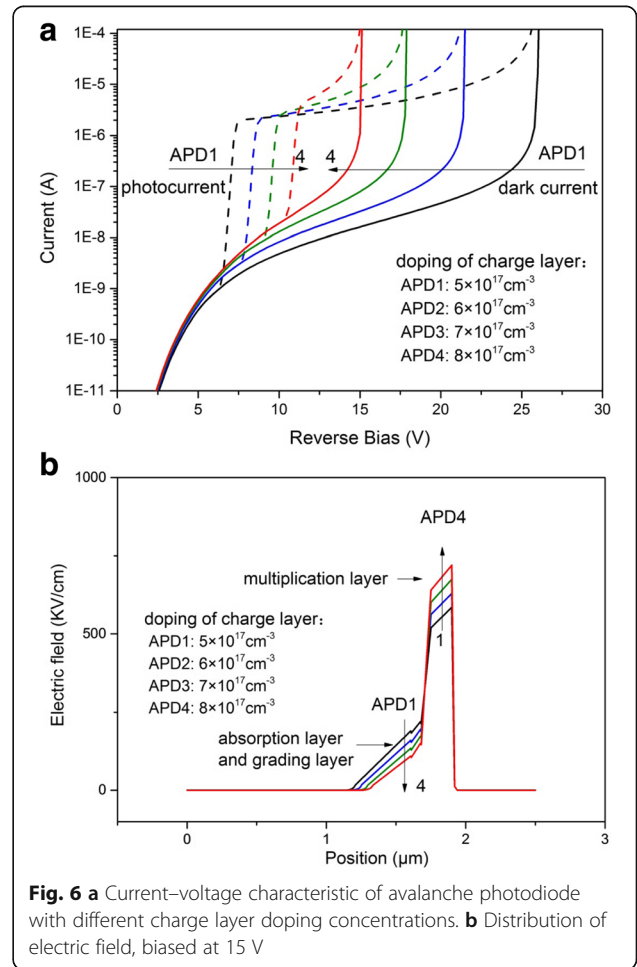 a
1E-4
1E-5
1E-6
1E-7
1E-8
1E-9
1E-10
1E-11
Current (A)
APD1 4 4 APD1
photocurrent dark current
doping of charge layer：
APD1: 5×10¹⁷cm⁻³
APD2: 6×10¹⁷cm⁻³
APD3: 7×10¹⁷cm⁻³
APD4: 8×10¹⁷cm⁻³
0 5 10 15 20 25 30
Reverse Bias (V)
b
1000
500
0
Electric field (KV/cm)
APD4
multiplication layer
1
doping of charge layer：
APD1: 5×10¹⁷cm⁻³
APD2: 6×10¹⁷cm⁻³
APD3: 7×10¹⁷cm⁻³
APD4: 8×10¹⁷cm⁻³
APD1
absorption layer
and grading layer
4
0 1 2 3
Position (μm)
Fig. 6 a Current–voltage characteristic of avalanche photodiode
with different charge layer doping concentrations. b Distribution of
electric field, biased at 15 V